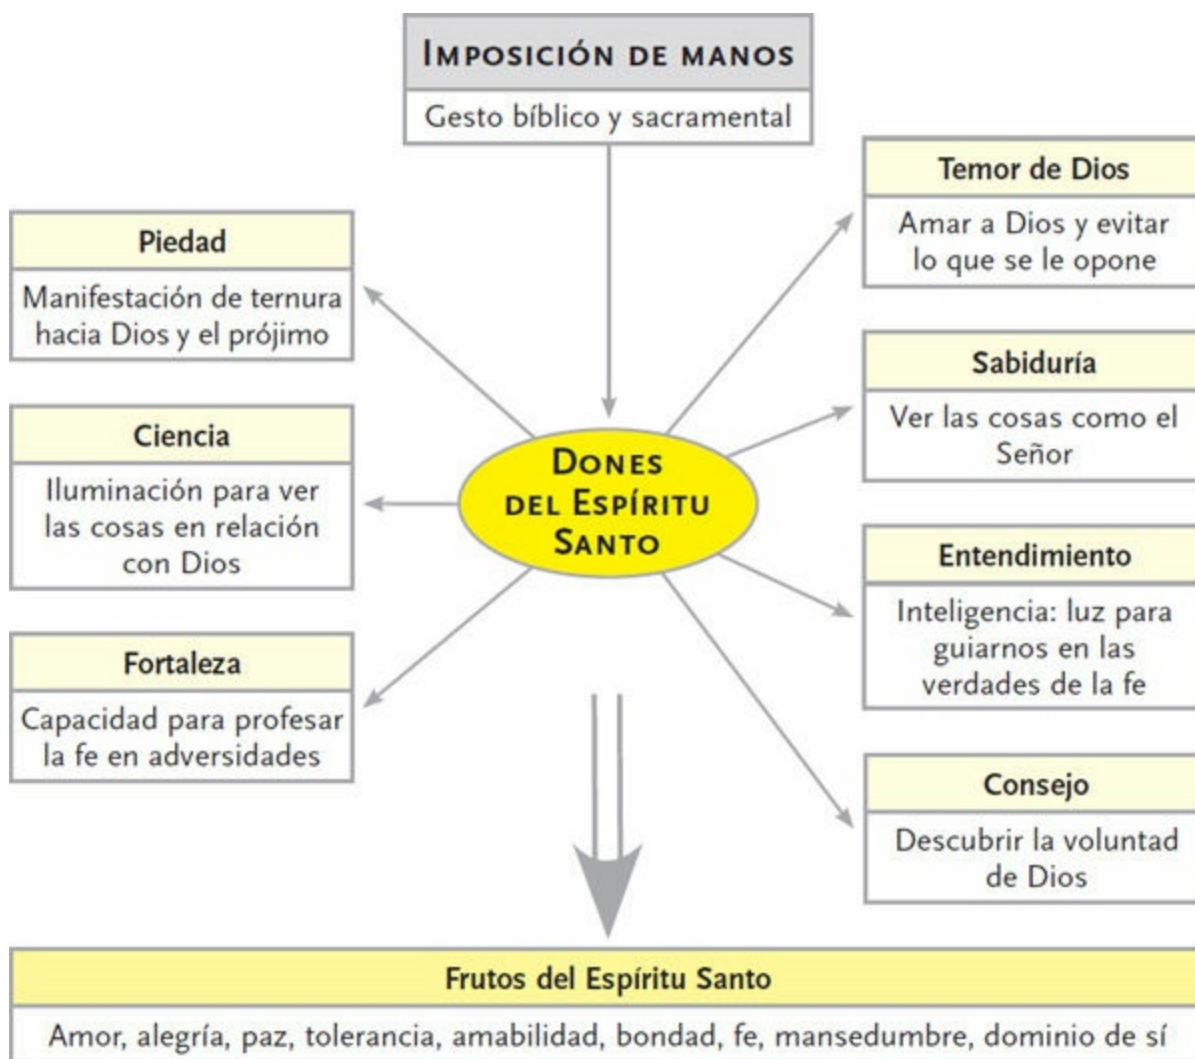 IMPOSICIÓN DE MANOS
Gesto bíblico y sacramental
Piedad
Manifestación de ternura
hacia Dios y el prójimo
Ciencia
Iluminación para ver
las cosas en relación
con Dios
Fortaleza
Capacidad para profesar
la fe en adversidades
DONES
DEL ESPÍRITU
SANTO
Temor de Dios
Amar a Dios y evitar
lo que se le opone
Sabiduría
Ver las cosas como el
Señor
Entendimiento
Inteligencia: luz para
guiarnos en las
verdades de la fe
Consejo
Descubrir la voluntad
de Dios
Frutos del Espíritu Santo
Amor, alegría, paz, tolerancia, amabilidad, bondad, fe, mansedumbre, dominio de sí